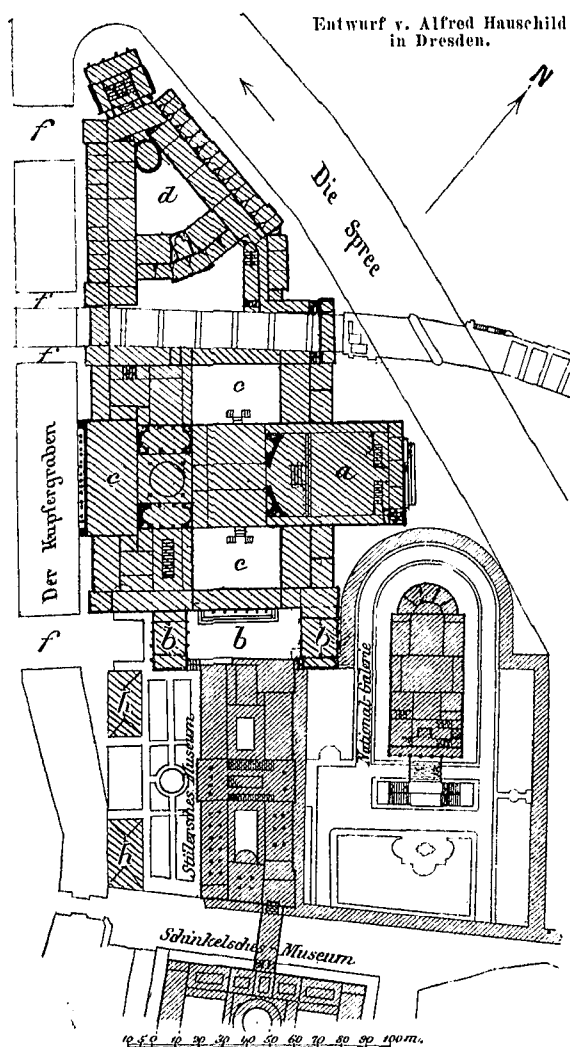 Entwurf v. Alfred Hauschild
in Dresden.
N
f
d
Die Spree
f
f
c
c
a
Der Kupfergraben
c
f
b b b
h
National-Galerie
Stülersches Museum
h
Schinkelsches Museum
10 5 0 10 20 30 40 50 60 70 80 90 100 m.